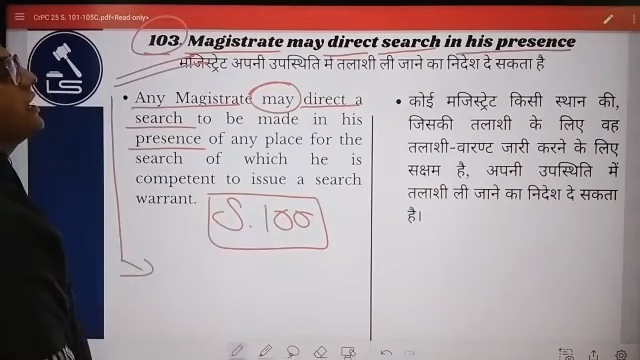 CrPC 25 S. 101-105C.pdf<Read-only>
103. Magistrate may direct search in his presence
मजिस्ट्रेट अपनी उपस्थिति में तलाशी ली जाने का निदेश दे सकता है
LS
• Any Magistrate may direct a
search to be made in his
presence of any place for the
search of which he is
competent to issue a search
warrant.
S. 100
• कोई मजिस्ट्रेट किसी स्थान की,
जिसकी तलाशी के लिए वह
तलाशी-वारण्ट जारी करने के लिए
सक्षम है, अपनी उपस्थिति में
तलाशी ली जाने का निदेश दे सकता
है।